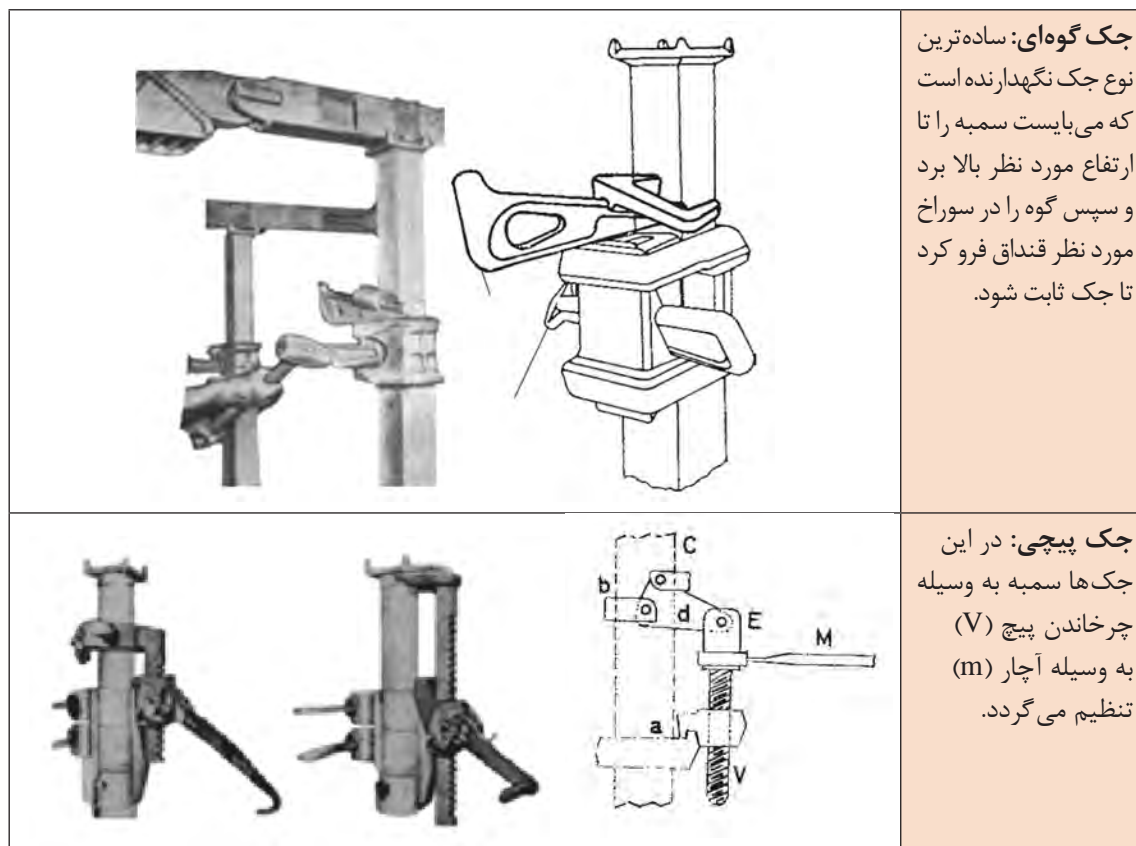 جک گوه‌ای: ساده‌ترین
نوع جک نگهدارنده است
که می‌بایست سمبه را تا
ارتفاع مورد نظر بالا برد
و سپس گوه را در سوراخ
مورد نظر قنداق فرو کرد
تا جک ثابت شود.
جک پیچی: در این
جک‌ها سمبه به وسیله
چرخاندن پیچ (V)
به وسیله آچار (m)
تنظیم می‌گردد.
C
b
d
E
M
a
V